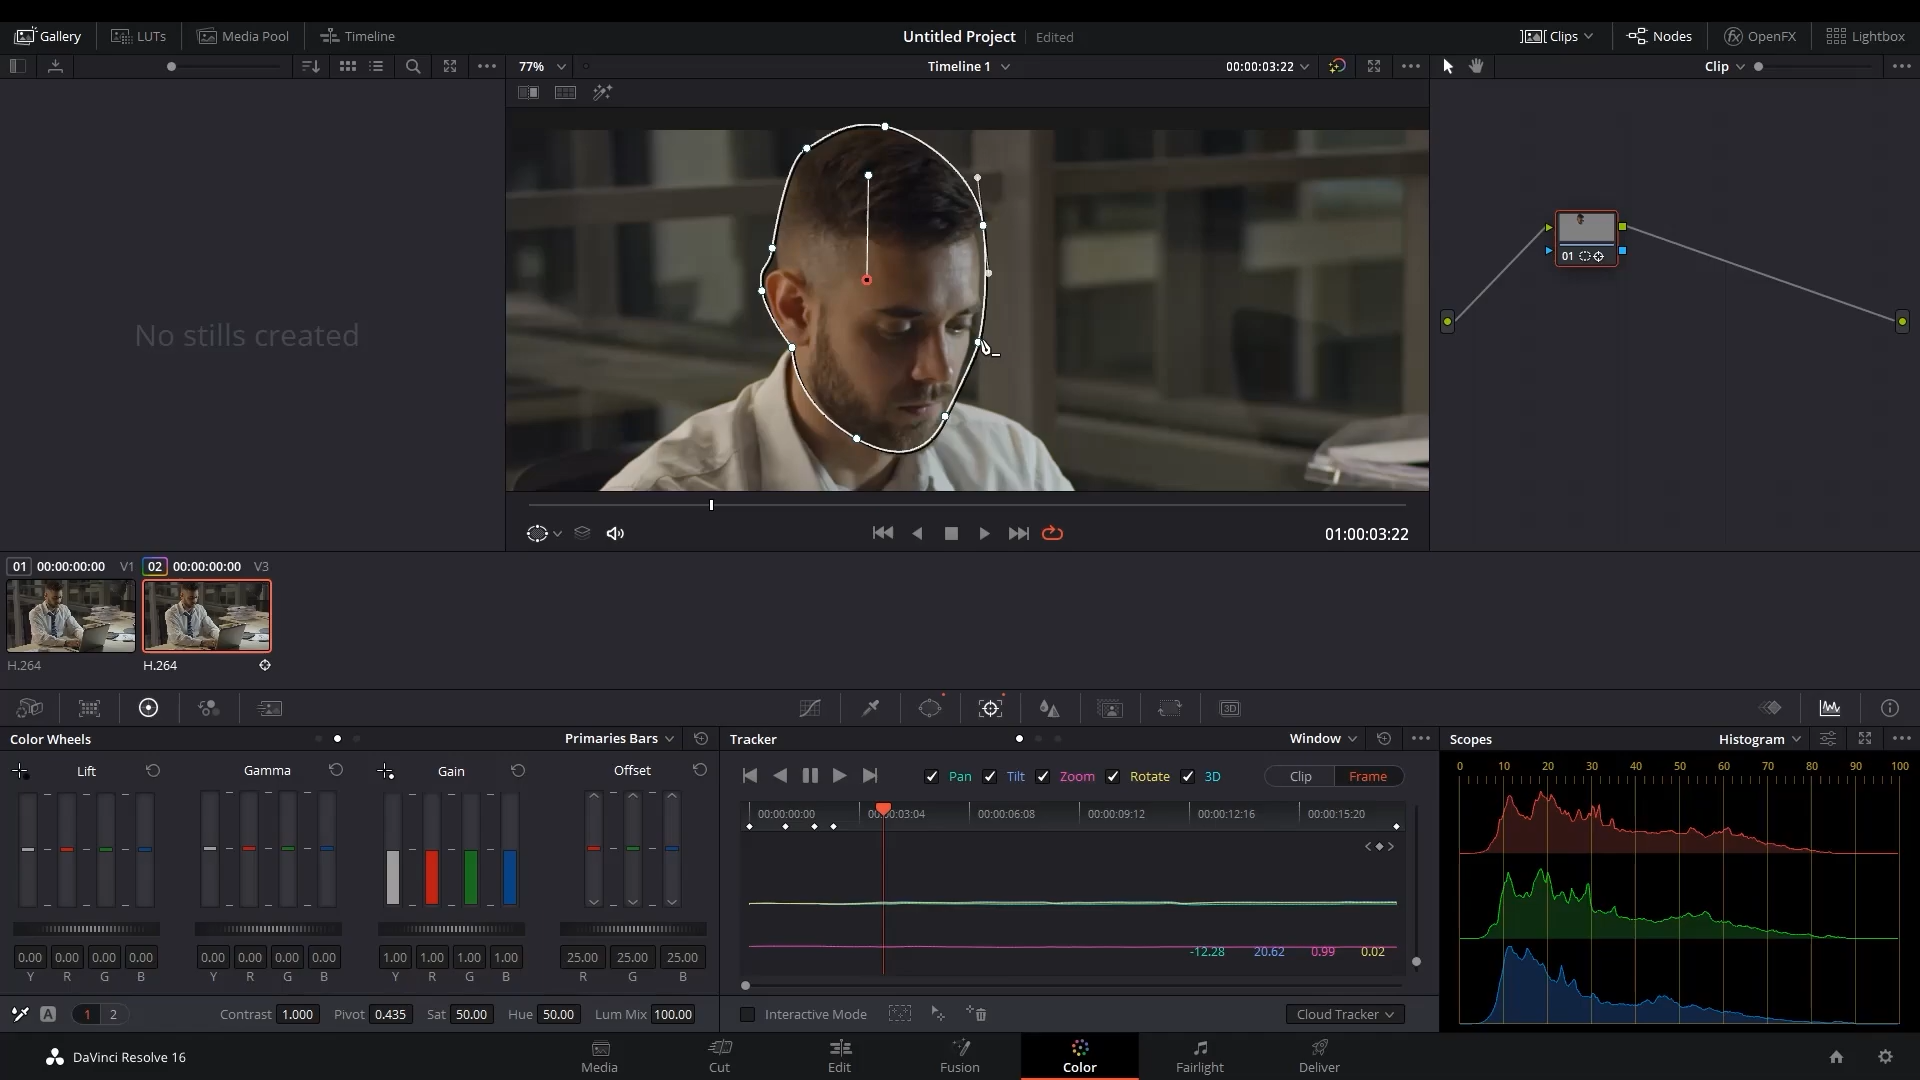 Gallery LUTs Media Pool Timeline Untitled Project Edited Clips Nodes OpenFX Lightbox
77% Timeline 1 00:00:03:22 Clip
No stills created
01
01:00:03:22
01 00:00:00:00 V1 02 00:00:00:00 V3
H.264 H.264
3D
Color Wheels Primaries Bars Tracker Window Scopes Histogram
Lift Gamma Gain Offset
Pan Tilt Zoom Rotate 3D Clip Frame
0 10 20 30 40 50 60 70 80 90 100
00:00:00:00 00:00:03:04 00:00:06:08 00:00:09:12 00:00:12:16 00:00:15:20
-12.28 20.62 0.99 0.02
0.00 0.00 0.00 0.00 0.00 0.00 0.00 0.00 1.00 1.00 1.00 1.00 25.00 25.00 25.00
Y R G B Y R G B Y R G B R G B
A 1 2 Contrast 1.000 Pivot 0.435 Sat 50.00 Hue 50.00 Lum Mix 100.00 Interactive Mode Cloud Tracker
DaVinci Resolve 16 Media Cut Edit Fusion Color Fairlight Deliver